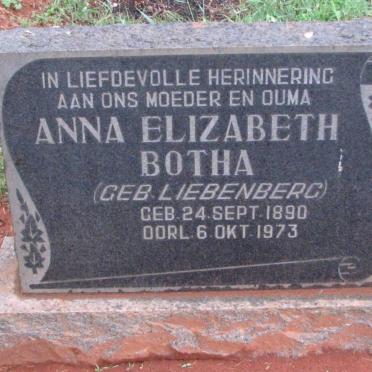 IN LIEFDEVOLLE HERINNERING
AAN ONS MOEDER EN OUMA
ANNA ELIZABETH
BOTHA
(GEB. LIEBENBERG)
GEB. 24 SEPT. 1890
OORL. 6 OKT. 1973